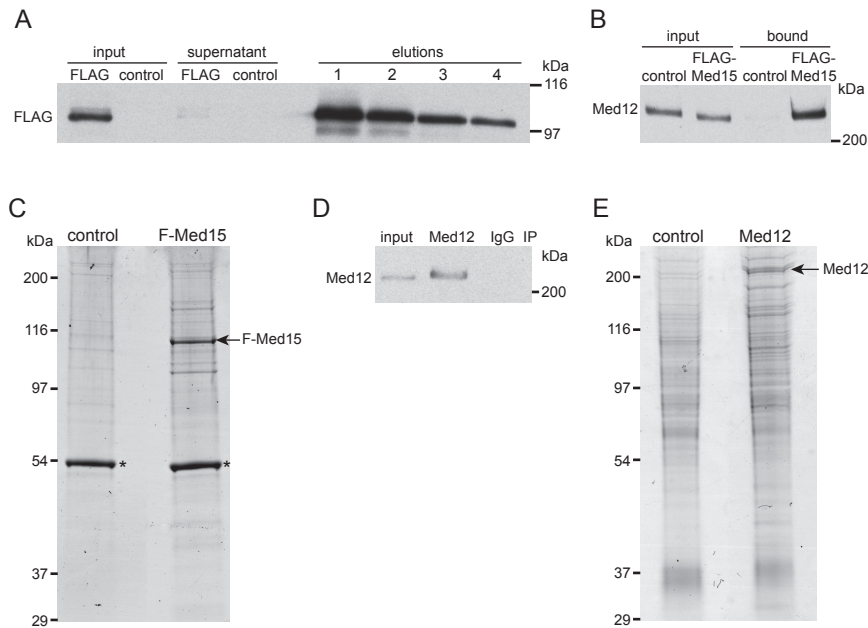 A
input supernatant elutions
FLAG control FLAG control 1 2 3 4 kDa
116
FLAG
97
B
input bound
control FLAG-Med15 control FLAG-Med15 kDa
Med12
200
C
kDa control F-Med15
200
116
F-Med15
97
54 * *
37
29
D
input Med12 IgG IP
kDa
Med12
200
E
kDa control Med12
200 Med12
116
97
54
37
29